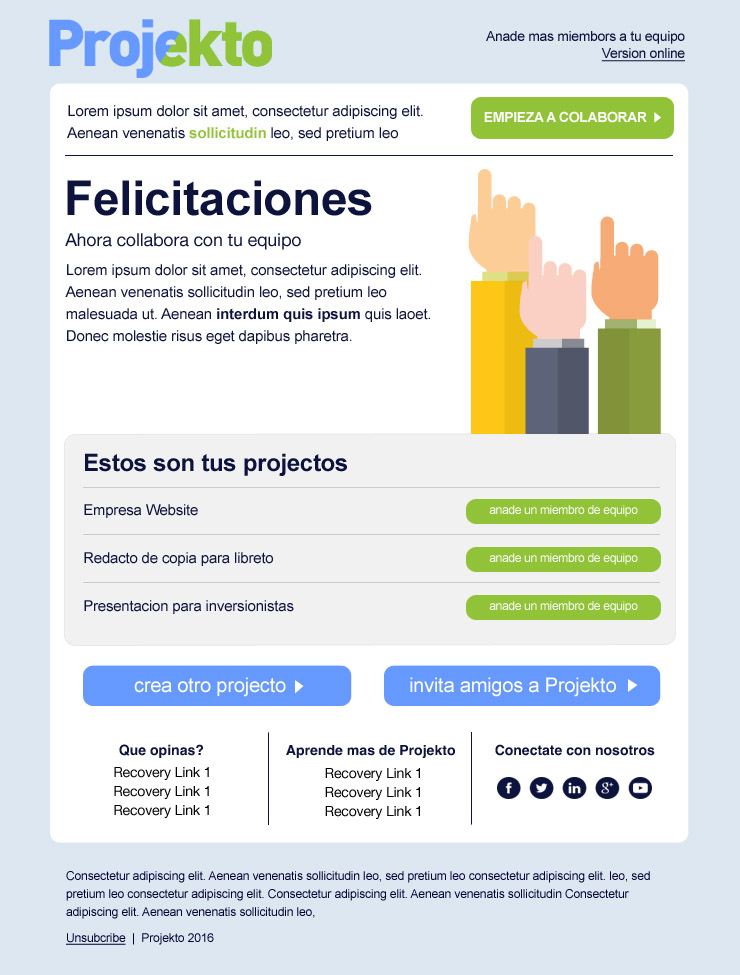 Projekto
Anade mas miembors a tu equipo
Version online
Lorem ipsum dolor sit amet, consectetur adipiscing elit.
Aenean venenatis sollicitudin leo, sed pretium leo
EMPIEZA A COLABORAR
Felicitaciones
Ahora collabora con tu equipo
Lorem ipsum dolor sit amet, consectetur adipiscing elit.
Aenean venenatis sollicitudin leo, sed pretium leo
malesuada ut. Aenean interdum quis ipsum quis laoet.
Donec molestie risus eget dapibus pharetra.
Estos son tus projectos
Empresa Website
anade un miembro de equipo
Redacto de copia para libreto
anade un miembro de equipo
Presentacion para inversionistas
anade un miembro de equipo
crea otro projecto
invita amigos a Projekto
Que opinas?
Recovery Link 1
Recovery Link 1
Recovery Link 1
Aprende mas de Projekto
Recovery Link 1
Recovery Link 1
Recovery Link 1
Conectate con nosotros
Consectetur adipiscing elit. Aenean venenatis sollicitudin leo, sed pretium leo consectetur adipiscing elit. leo, sed
pretium leo consectetur adipiscing elit. Consectetur adipiscing elit. Aenean venenatis sollicitudin Consectetur
adipiscing elit. Aenean venenatis sollicitudin leo,
Unsubcribe | Projekto 2016